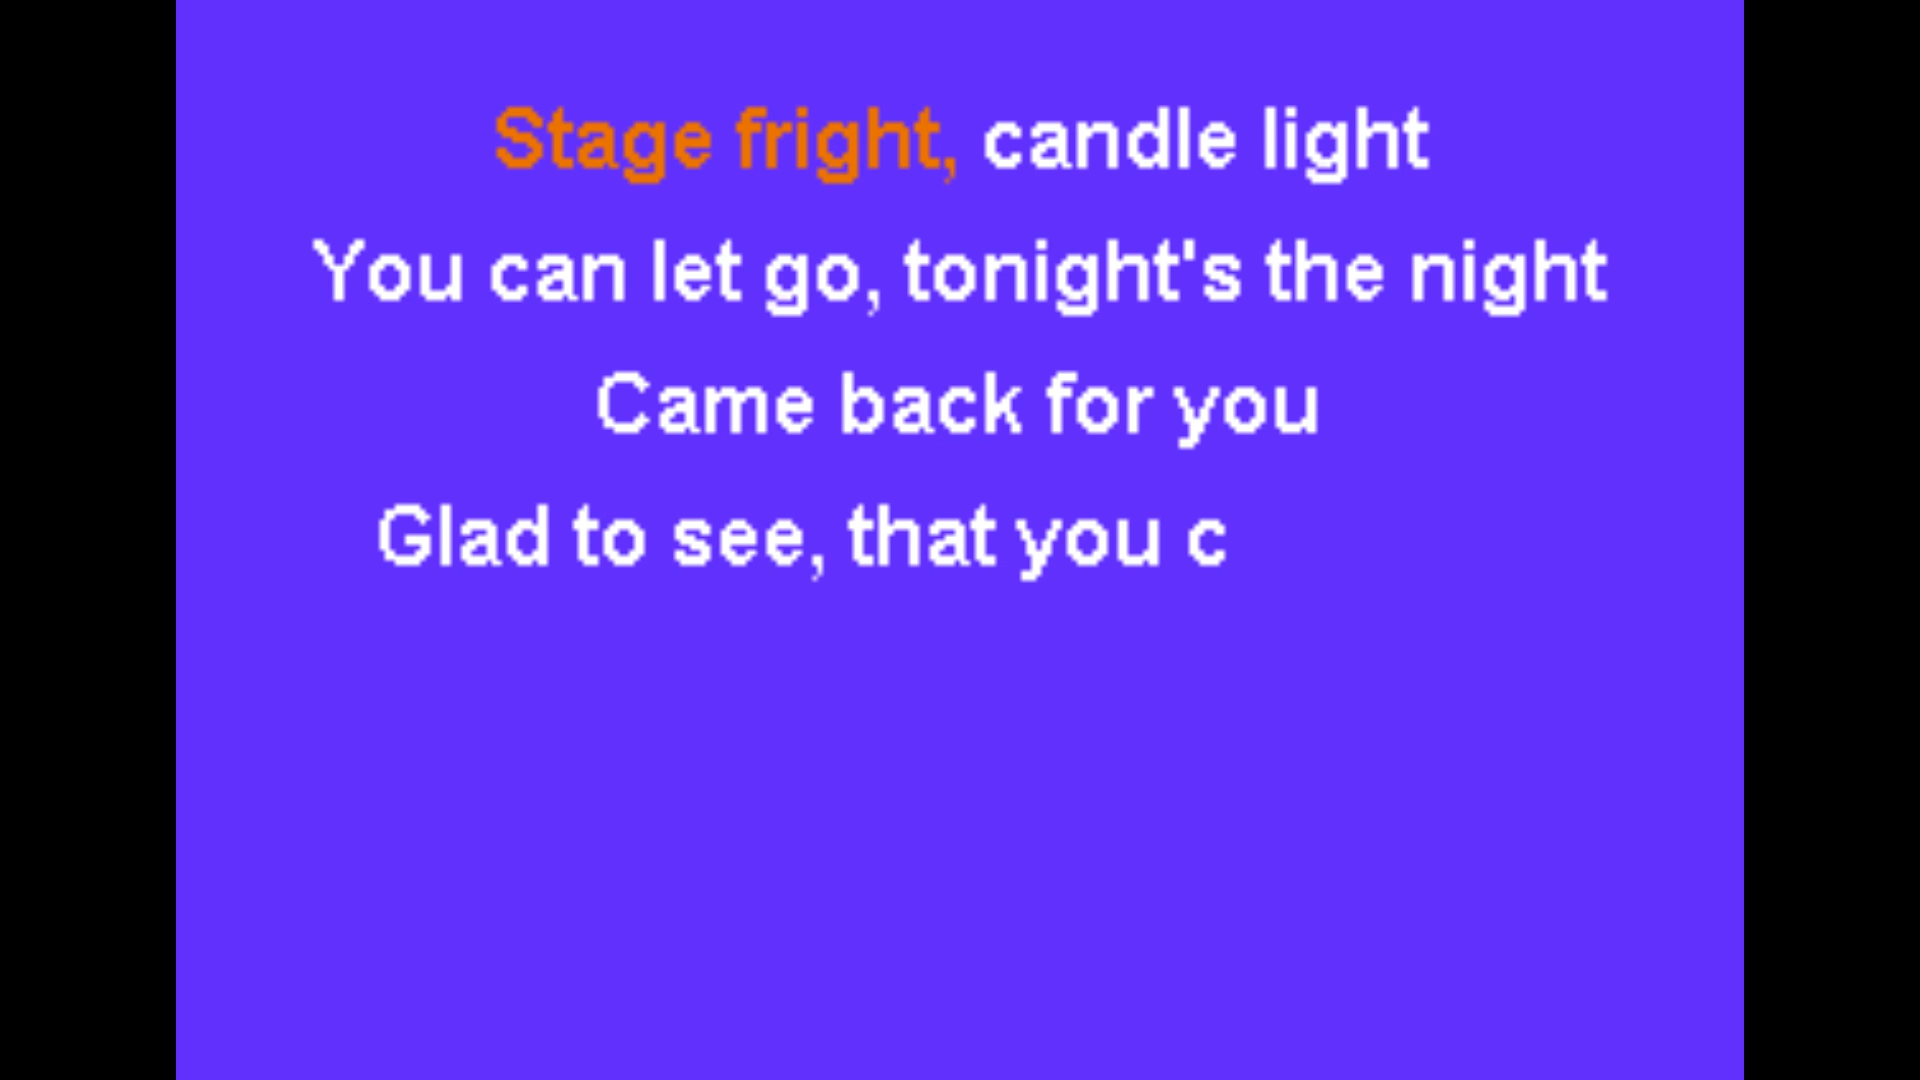 Stage fright, candle light
You can let go, tonight's the night
Came back for you
Glad to see, that you c